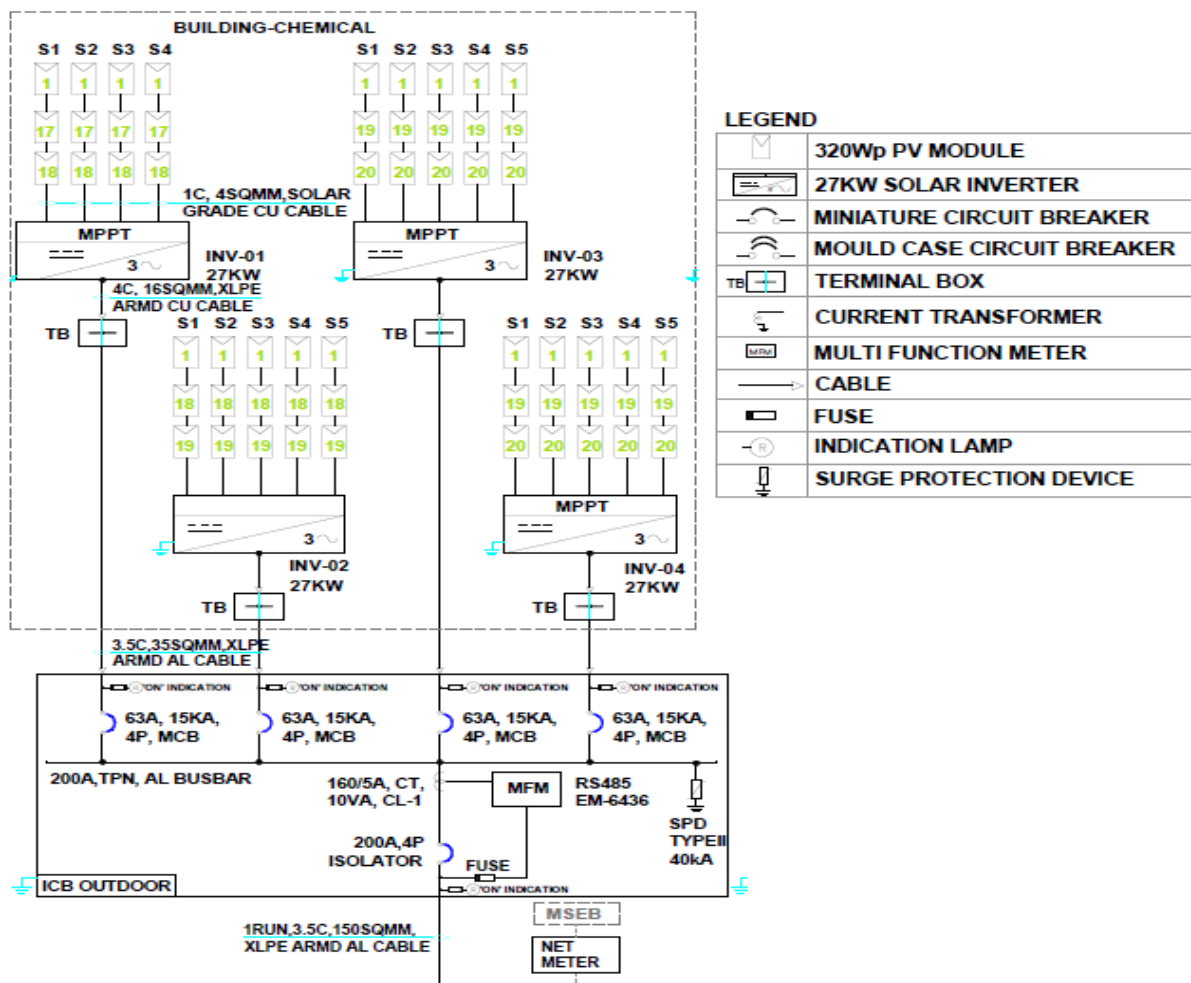 BUILDING-CHEMICAL
S1 S2 S3 S4
1 1 1 1
17 17 17 17
18 18 18 18
S1 S2 S3 S4 S5
1 1 1 1 1
19 19 19 19 19
20 20 20 20 20
1C, 4SQMM,SOLAR
GRADE CU CABLE
MPPT
3
INV-01
27KW
MPPT
3
INV-03
27KW
4C, 16SQMM,XLPE
ARMD CU CABLE
TB
TB
S1 S2 S3 S4 S5
1 1 1 1 1
18 18 18 18 18
19 19 19 19 19
S1 S2 S3 S4 S5
1 1 1 1 1
19 19 19 19 19
20 20 20 20 20
3
INV-02
27KW
MPPT
3
INV-04
27KW
TB
TB
3.5C,35SQMM,XLPE
ARMD AL CABLE
R 'ON' INDICATION
R 'ON' INDICATION
R 'ON' INDICATION
R 'ON' INDICATION
63A, 15KA,
4P, MCB
63A, 15KA,
4P, MCB
63A, 15KA,
4P, MCB
63A, 15KA,
4P, MCB
200A,TPN, AL BUSBAR
160/5A, CT,
10VA, CL-1
MFM
RS485
EM-6436
SPD
TYPEII
40kA
200A,4P
ISOLATOR
FUSE
R 'ON' INDICATION
ICB OUTDOOR
1RUN,3.5C,150SQMM,
XLPE ARMD AL CABLE
MSEB
NET
METER
LEGEND
320Wp PV MODULE
27KW SOLAR INVERTER
MINIATURE CIRCUIT BREAKER
MOULD CASE CIRCUIT BREAKER
TB TERMINAL BOX
CURRENT TRANSFORMER
MFM MULTI FUNCTION METER
CABLE
FUSE
R INDICATION LAMP
SURGE PROTECTION DEVICE